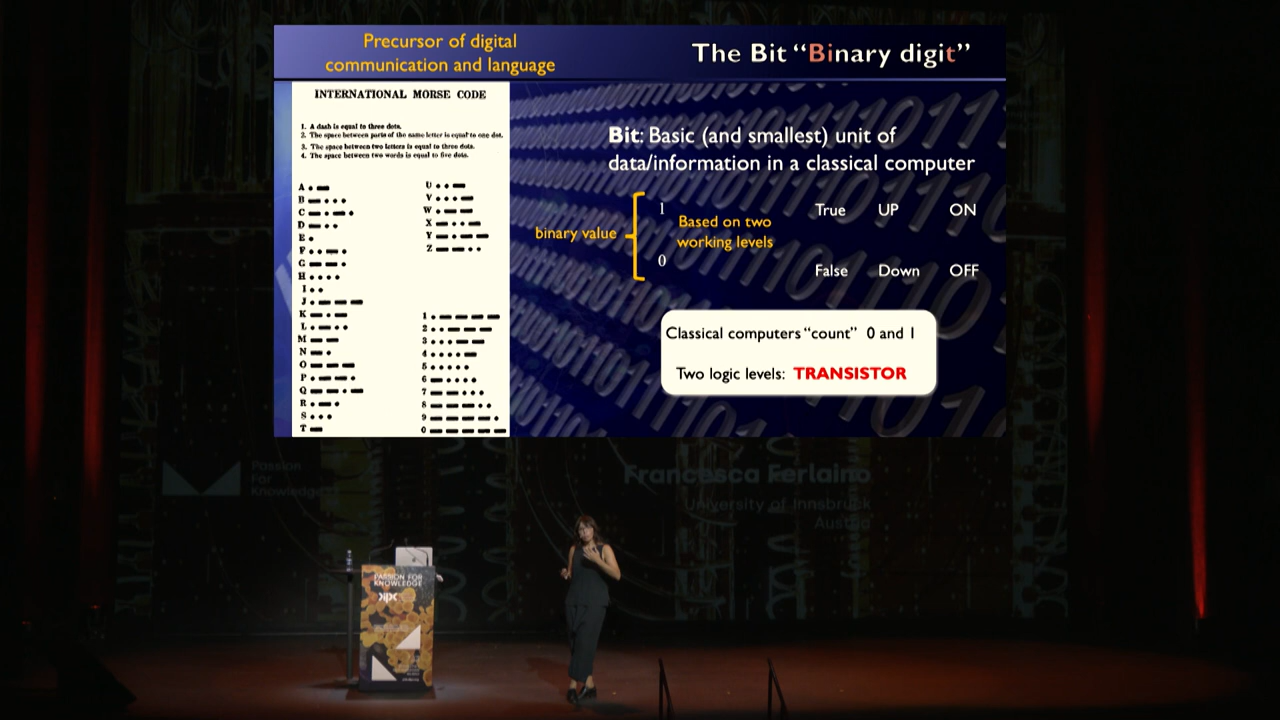 Precursor of digital
communication and language
The Bit “Binary digit”
INTERNATIONAL MORSE CODE
1. A dash is equal to three dots.
2. The space between parts of the same letter is equal to one dot.
3. The space between two letters is equal to three dots.
4. The space between two words is equal to five dots.
A
B
C
D
E
F
G
H
I
J
K
L
M
N
O
P
Q
R
S
T
U
V
W
X
Y
Z
1
2
3
4
5
6
7
8
9
0
Bit: Basic (and smallest) unit of
data/information in a classical computer
binary value
1
0
Based on two
working levels
True UP ON
False Down OFF
Classical computers “count” 0 and 1
Two logic levels: TRANSISTOR
Passion
For
Knowledge
Francesca Ferlaino
University of Innsbruck
Austria
PASSION FOR
KNOWLEDGE
dipc